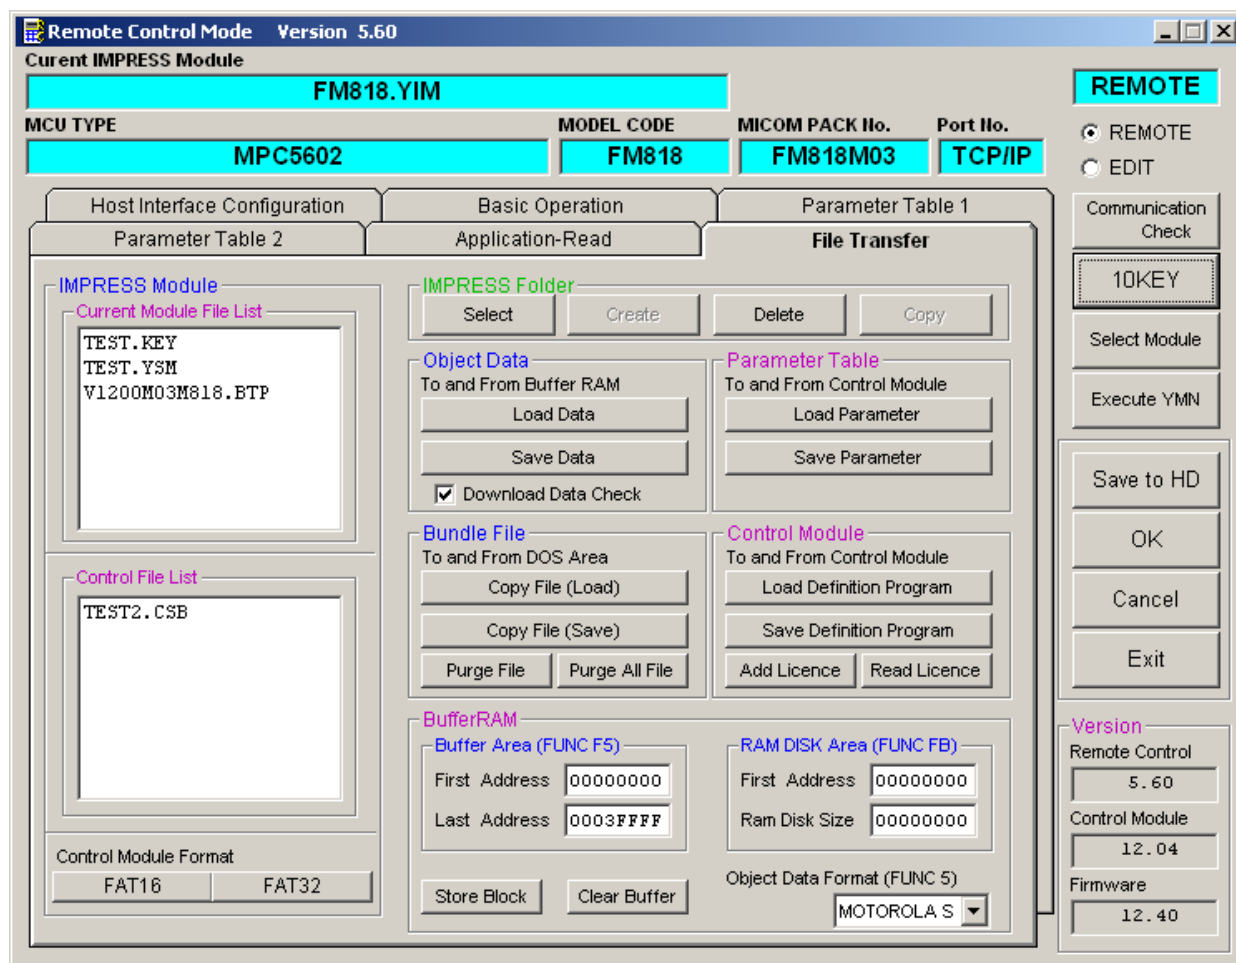 Remote Control Mode Version 5.60
Curent IMPRESS Module
FM818.YIM
REMOTE
MCU TYPE
MODEL CODE
MICOM PACK No.
Port No.
MPC5602
FM818
FM818M03
TCP/IP
REMOTE
EDIT
Host Interface Configuration
Basic Operation
Parameter Table 1
Parameter Table 2
Application-Read
File Transfer
Communication
Check
10KEY
Select Module
Execute YMN
IMPRESS Module
Current Module File List
TEST.KEY
TEST.YSM
V1200M03M818.BTP
Control File List
TEST2.CSB
Control Module Format
FAT16
FAT32
IMPRESS Folder
Select
Create
Delete
Copy
Object Data
To and From Buffer RAM
Load Data
Save Data
Download Data Check
Parameter Table
To and From Control Module
Load Parameter
Save Parameter
Bundle File
To and From DOS Area
Copy File (Load)
Copy File (Save)
Purge File
Purge All File
Control Module
To and From Control Module
Load Definition Program
Save Definition Program
Add Licence
Read Licence
BufferRAM
Buffer Area (FUNC F5)
First Address 00000000
Last Address 0003FFFF
RAM DISK Area (FUNC FB)
First Address 00000000
Ram Disk Size 00000000
Store Block
Clear Buffer
Object Data Format (FUNC 5)
MOTOROLA S
Save to HD
OK
Cancel
Exit
Version
Remote Control
5.60
Control Module
12.04
Firmware
12.40